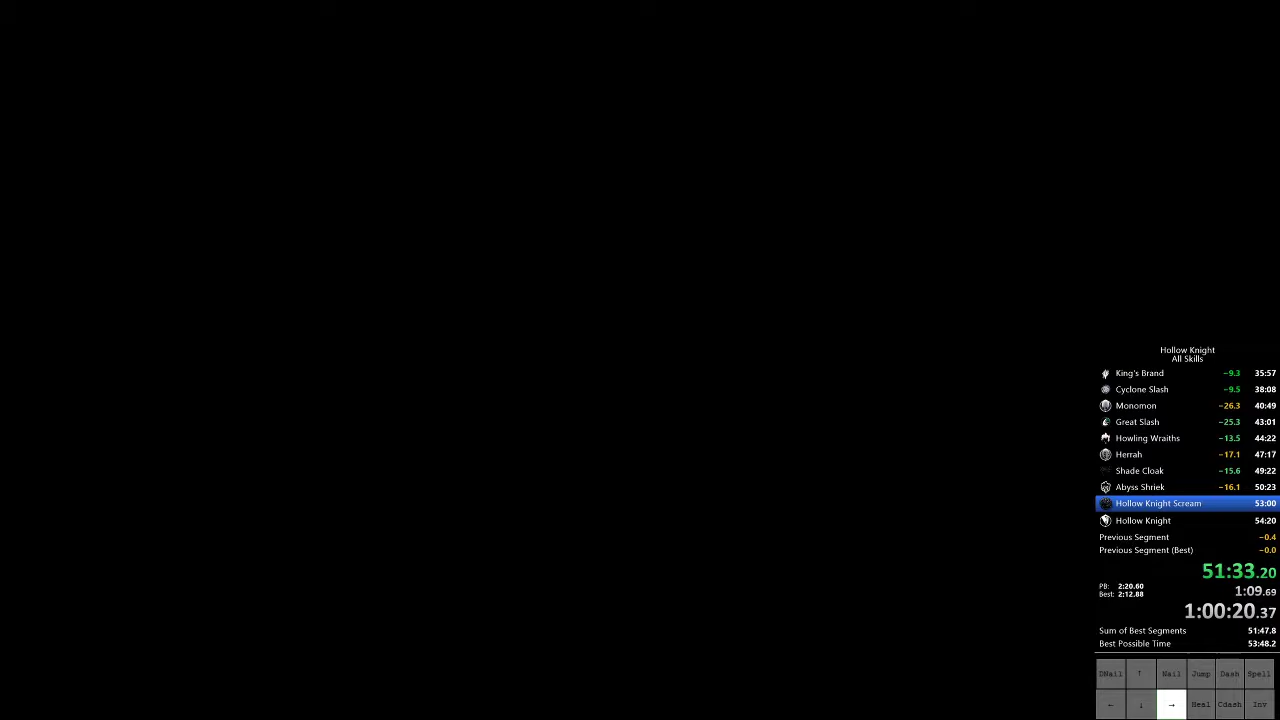 Hollow Knight
All Skills
King's Brand −9.3 35:57
Cyclone Slash −9.5 38:08
Monomon −26.3 40:49
Great Slash −25.3 43:01
Howling Wraiths −13.5 44:22
Herrah −17.1 47:17
Shade Cloak −15.6 49:22
Abyss Shriek −16.1 50:23
Hollow Knight Scream 53:00
Hollow Knight 54:20
Previous Segment −0.4
Previous Segment (Best) −0.0
51:33.20
PB: 2:20.60
Best: 2:12.88
1:09.69
1:00:20.37
Sum of Best Segments 51:47.8
Best Possible Time 53:48.2
DNail ↑ Nail Jump Dash Spell
← ↓ → Heal Cdash Inv